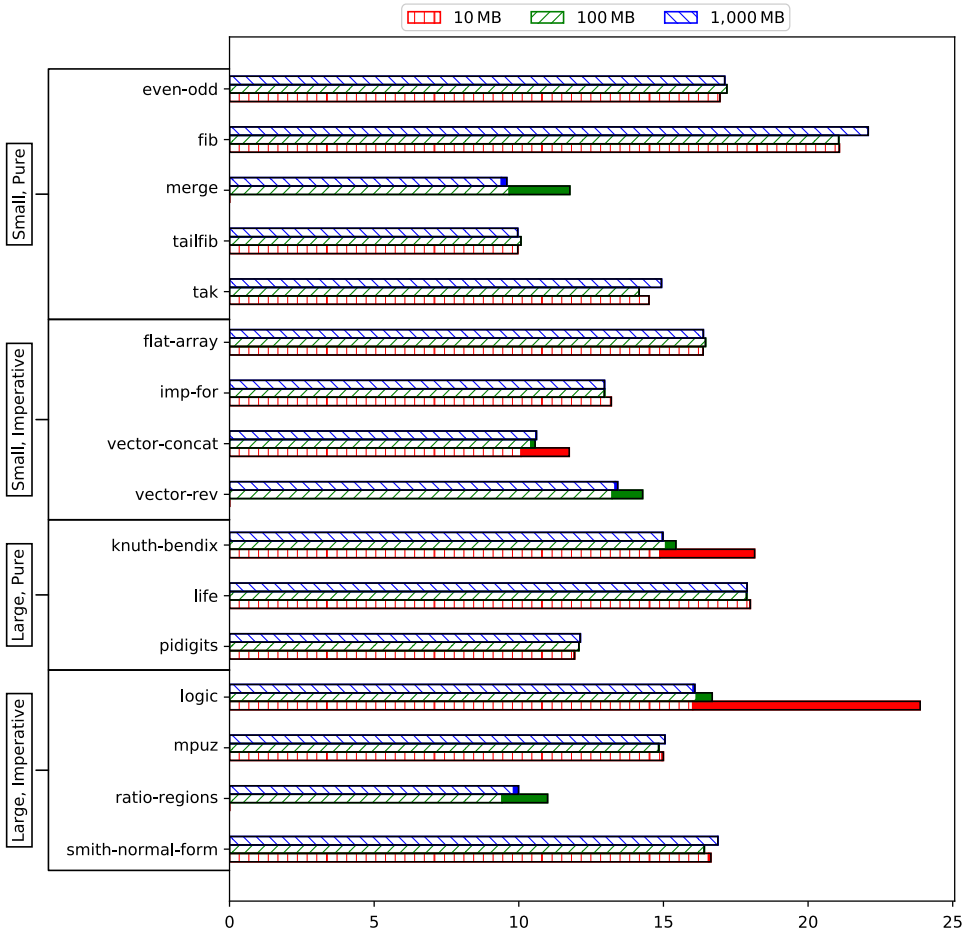 10 MB 100 MB 1,000 MB
Small, Pure
even-odd
fib
merge
tailfib
tak
Small, Imperative
flat-array
imp-for
vector-concat
vector-rev
Large, Pure
knuth-bendix
life
pidigits
Large, Imperative
logic
mpuz
ratio-regions
smith-normal-form
0 5 10 15 20 25